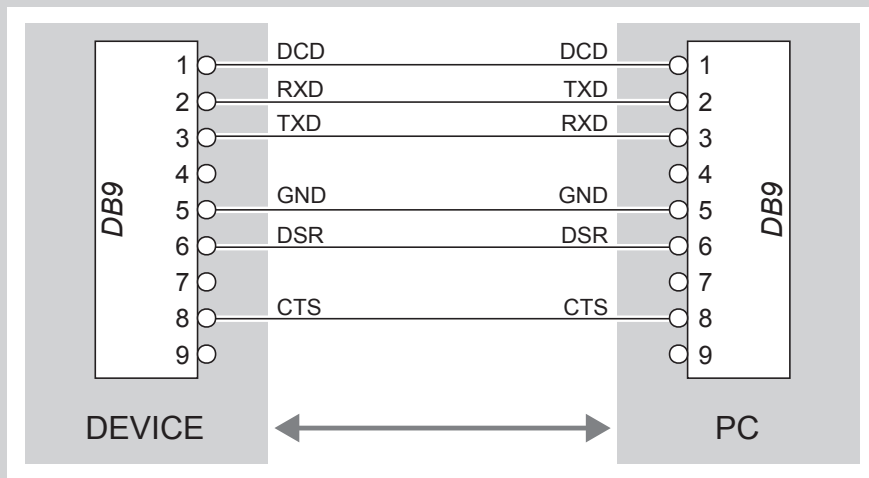 1 DCD DCD 1
2 RXD TXD 2
3 TXD RXD 3
4 4
5 GND GND 5
6 DSR DSR 6
7 7
8 CTS CTS 8
9 9
DB9 DB9
DEVICE PC